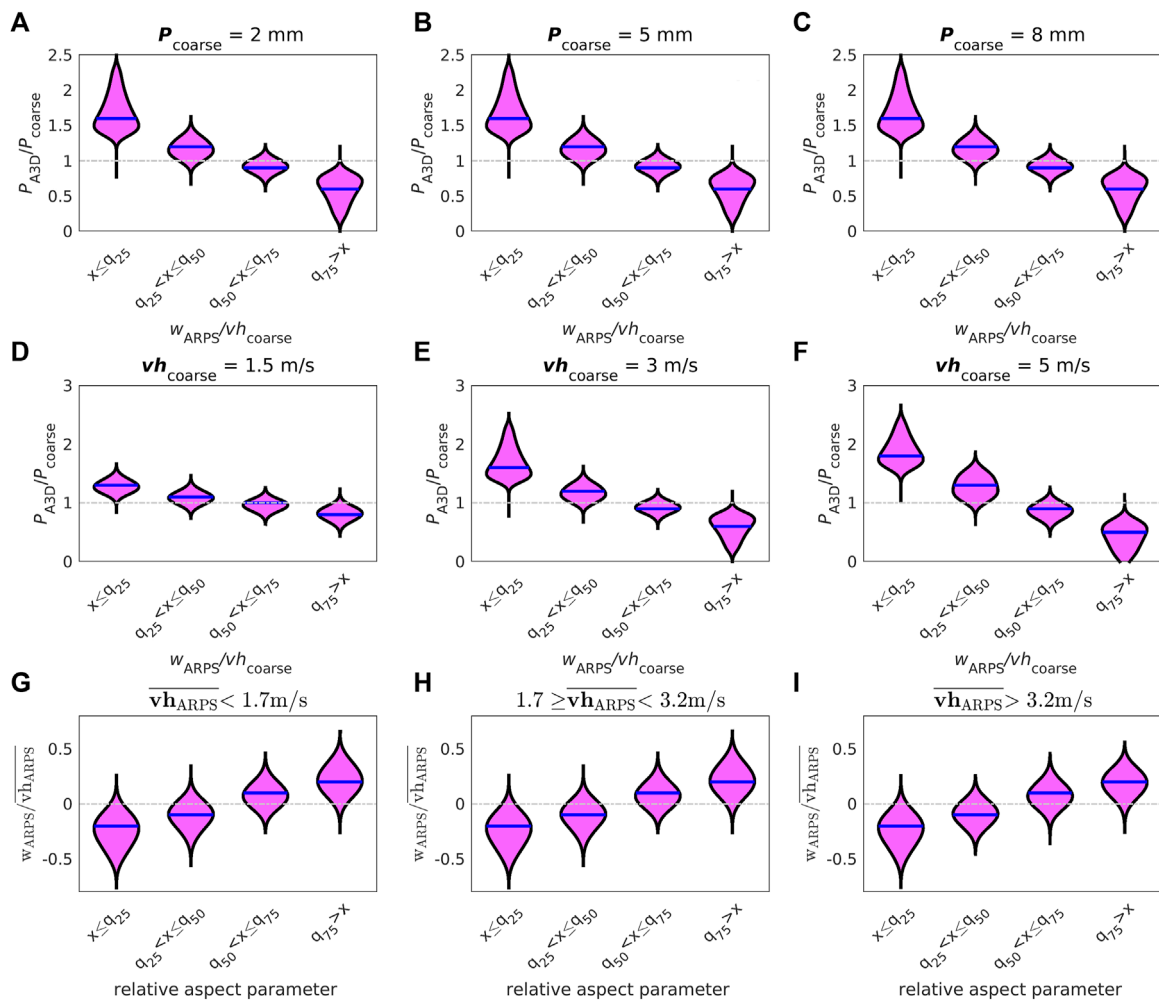 A
B
C
P_coarse = 2 mm
P_coarse = 5 mm
P_coarse = 8 mm
P_A3D/P_coarse
2.5
2
1.5
1
0.5
0
x≤q_25
q_25 <x≤q_50
q_50 <x≤q_75
q_75 >x
w_ARPS/vh_coarse
P_A3D/P_coarse
2.5
2
1.5
1
0.5
0
x≤q_25
q_25 <x≤q_50
q_50 <x≤q_75
q_75 >x
w_ARPS/vh_coarse
P_A3D/P_coarse
2.5
2
1.5
1
0.5
0
x≤q_25
q_25 <x≤q_50
q_50 <x≤q_75
q_75 >x
w_ARPS/vh_coarse
D
E
F
vh_coarse = 1.5 m/s
vh_coarse = 3 m/s
vh_coarse = 5 m/s
P_A3D/P_coarse
3
2
1
0
x≤q_25
q_25 <x≤q_50
q_50 <x≤q_75
q_75 >x
w_ARPS/vh_coarse
P_A3D/P_coarse
3
2
1
0
x≤q_25
q_25 <x≤q_50
q_50 <x≤q_75
q_75 >x
w_ARPS/vh_coarse
P_A3D/P_coarse
3
2
1
0
x≤q_25
q_25 <x≤q_50
q_50 <x≤q_75
q_75 >x
w_ARPS/vh_coarse
G
H
I
vh_ARPS < 1.7m/s
1.7 ≥ vh_ARPS < 3.2m/s
vh_ARPS > 3.2m/s
w_ARPS/vh_ARPS
0.5
0
-0.5
x≤q_25
q_25 <x≤q_50
q_50 <x≤q_75
q_75 >x
relative aspect parameter
w_ARPS/vh_ARPS
0.5
0
-0.5
x≤q_25
q_25 <x≤q_50
q_50 <x≤q_75
q_75 >x
relative aspect parameter
w_ARPS/vh_ARPS
0.5
0
-0.5
x≤q_25
q_25 <x≤q_50
q_50 <x≤q_75
q_75 >x
relative aspect parameter